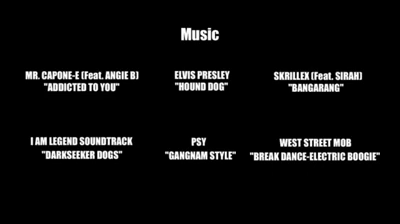 Music
MR. CAPONE-E (Feat. ANGIE B)
"ADDICTED TO YOU"
ELVIS PRESLEY
"HOUND DOG"
SKRILLEX (Feat. SIRAH)
"BANGARANG"
I AM LEGEND SOUNDTRACK
"DARKSEEKER DOGS"
PSY
"GANGNAM STYLE"
WEST STREET MOB
"BREAK DANCE-ELECTRIC BOOGIE"